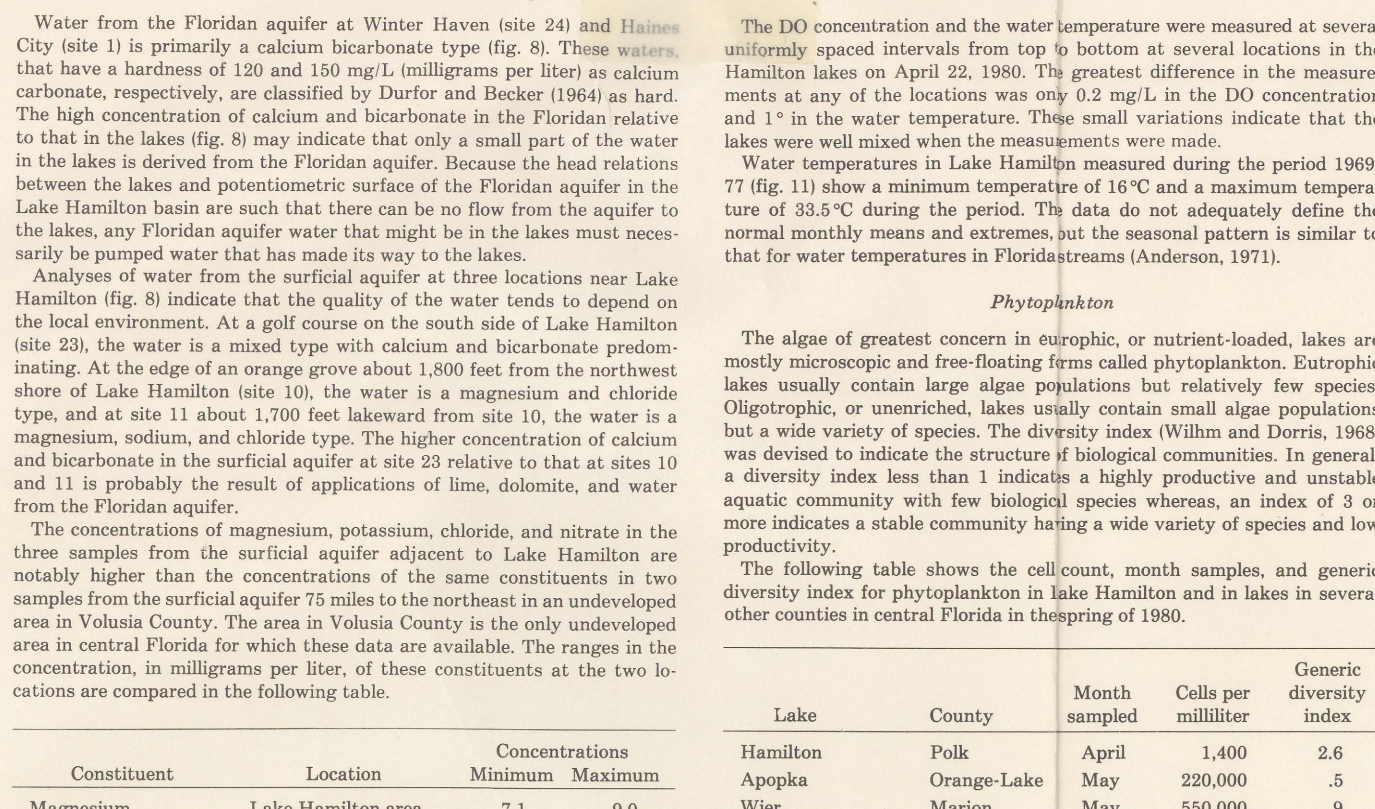 Water from the Floridan aquifer at Winter Haven (site 24) and Haines
City (site 1) is primarily a calcium bicarbonate type (fig. 8). These waters,
that have a hardness of 120 and 150 mg/L (milligrams per liter) as calcium
carbonate, respectively, are classified by Durfor and Becker (1964) as hard.
The high concentration of calcium and bicarbonate in the Floridan relative
to that in the lakes (fig. 8) may indicate that only a small part of the water
in the lakes is derived from the Floridan aquifer. Because the head relations
between the lakes and potentiometric surface of the Floridan aquifer in the
Lake Hamilton basin are such that there can be no flow from the aquifer to
the lakes, any Floridan aquifer water that might be in the lakes must neces-
sarily be pumped water that has made its way to the lakes.
Analyses of water from the surficial aquifer at three locations near Lake
Hamilton (fig. 8) indicate that the quality of the water tends to depend on
the local environment. At a golf course on the south side of Lake Hamilton
(site 23), the water is a mixed type with calcium and bicarbonate predom-
inating. At the edge of an orange grove about 1,800 feet from the northwest
shore of Lake Hamilton (site 10), the water is a magnesium and chloride
type, and at site 11 about 1,700 feet lakeward from site 10, the water is a
magnesium, sodium, and chloride type. The higher concentration of calcium
and bicarbonate in the surficial aquifer at site 23 relative to that at sites 10
and 11 is probably the result of applications of lime, dolomite, and water
from the Floridan aquifer.
The concentrations of magnesium, potassium, chloride, and nitrate in the
three samples from the surficial aquifer adjacent to Lake Hamilton are
notably higher than the concentrations of the same constituents in two
samples from the surficial aquifer 75 miles to the northeast in an undeveloped
area in Volusia County. The area in Volusia County is the only undeveloped
area in central Florida for which these data are available. The ranges in the
concentration, in milligrams per liter, of these constituents at the two lo-
cations are compared in the following table.
Concentrations
Constituent Location Minimum Maximum
Magnesium Lake Hamilton area 7.1 9.0
The DO concentration and the water temperature were measured at severa
uniformly spaced intervals from top to bottom at several locations in the
Hamilton lakes on April 22, 1980. The greatest difference in the measure
ments at any of the locations was only 0.2 mg/L in the DO concentration
and 1° in the water temperature. These small variations indicate that the
lakes were well mixed when the measurements were made.
Water temperatures in Lake Hamilton measured during the period 1969
77 (fig. 11) show a minimum temperature of 16°C and a maximum tempera
ture of 33.5°C during the period. The data do not adequately define the
normal monthly means and extremes, but the seasonal pattern is similar to
that for water temperatures in Florida streams (Anderson, 1971).
Phytoplankton
The algae of greatest concern in eutrophic, or nutrient-loaded, lakes are
mostly microscopic and free-floating forms called phytoplankton. Eutrophic
lakes usually contain large algae populations but relatively few species
Oligotrophic, or unenriched, lakes usually contain small algae populations
but a wide variety of species. The diversity index (Wilhm and Dorris, 1968
was devised to indicate the structure of biological communities. In general
a diversity index less than 1 indicates a highly productive and unstable
aquatic community with few biological species whereas, an index of 3 or
more indicates a stable community having a wide variety of species and low
productivity.
The following table shows the cell count, month samples, and generic
diversity index for phytoplankton in lake Hamilton and in lakes in severa
other counties in central Florida in the spring of 1980.
Lake County Month sampled Cells per milliliter Generic diversity index
Hamilton Polk April 1,400 2.6
Apopka Orange-Lake May 220,000 .5
Wier Marion May 550,000 .9